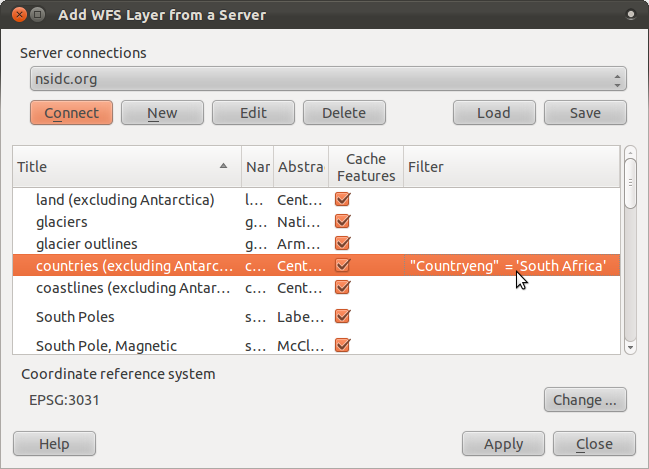 Add WFS Layer from a Server
Server connections
nsidc.org
Connect New Edit Delete Load Save
Title Nar Abstra Cache Features Filter
land (excluding Antarctica) l... Cent...
glaciers g... Nati...
glacier outlines g... Arm...
countries (excluding Antarc... c... Cent... "Countryeng" = 'South Africa'
coastlines (excluding Antar... c... Cent...
South Poles s... Labe...
South Pole, Magnetic s... McCl...
Coordinate reference system
EPSG:3031 Change ...
Help Apply Close